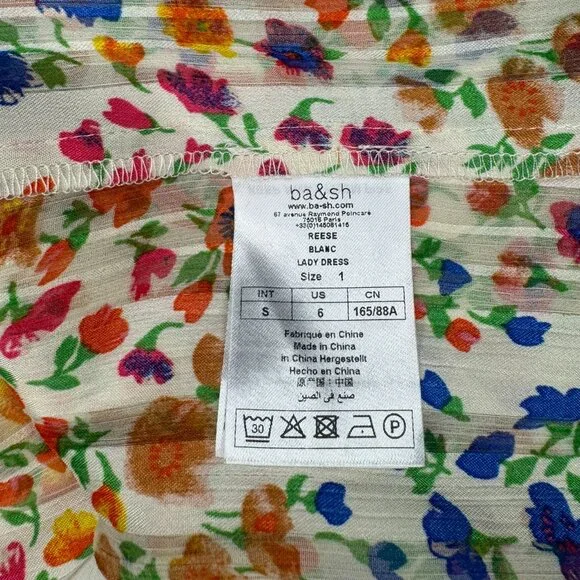 ba&sh
www.ba-sh.com
67 avenue Raymond Poincaré
75016 Paris
+33(0)145081415
REESE
BLANC
LADY DRESS
Size 1
INT US CN
S 6 165/88A
Fabriqué en Chine
Made in China
in China Hergestellt
Hecho en China
原产国：中国
صنع في الصين
30 P